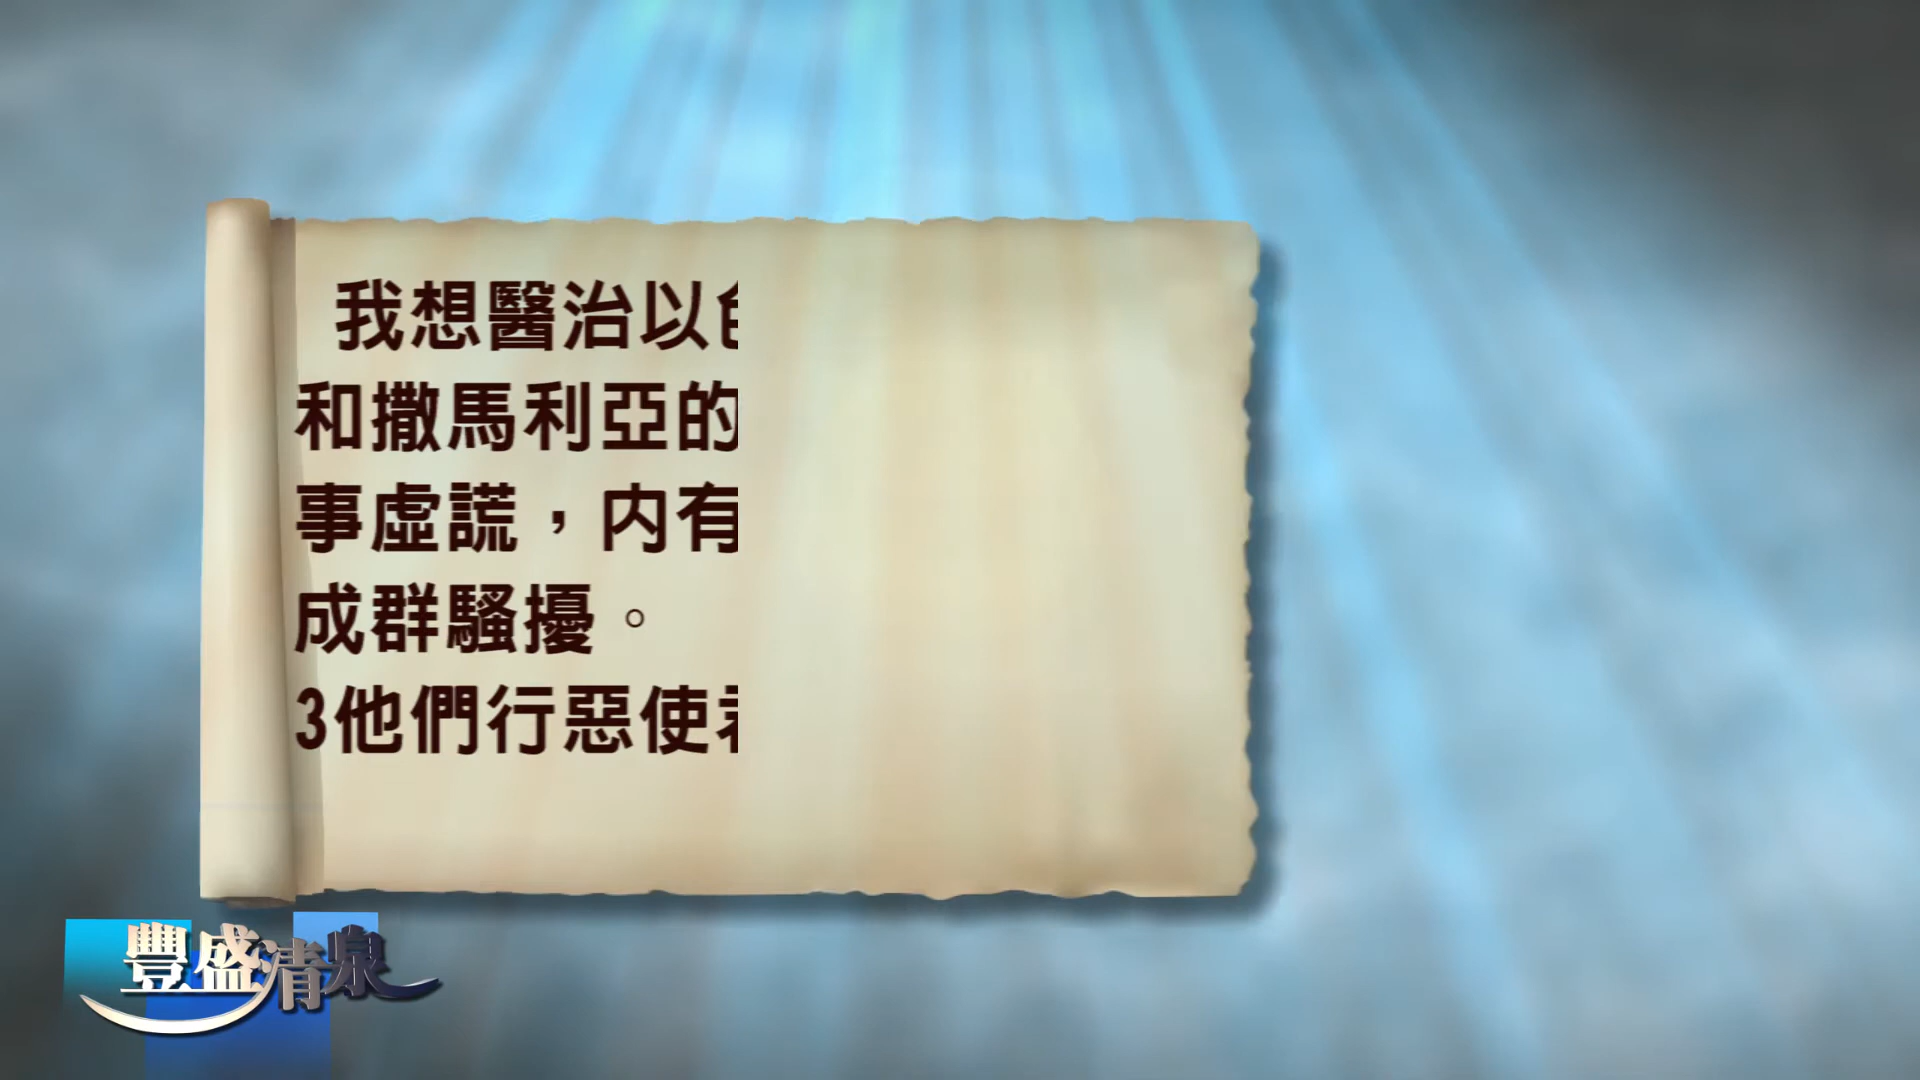 我想醫治以
和撒馬利亞的
事虛謊，内有
成群騷擾。
3他們行惡使
豐盛清泉